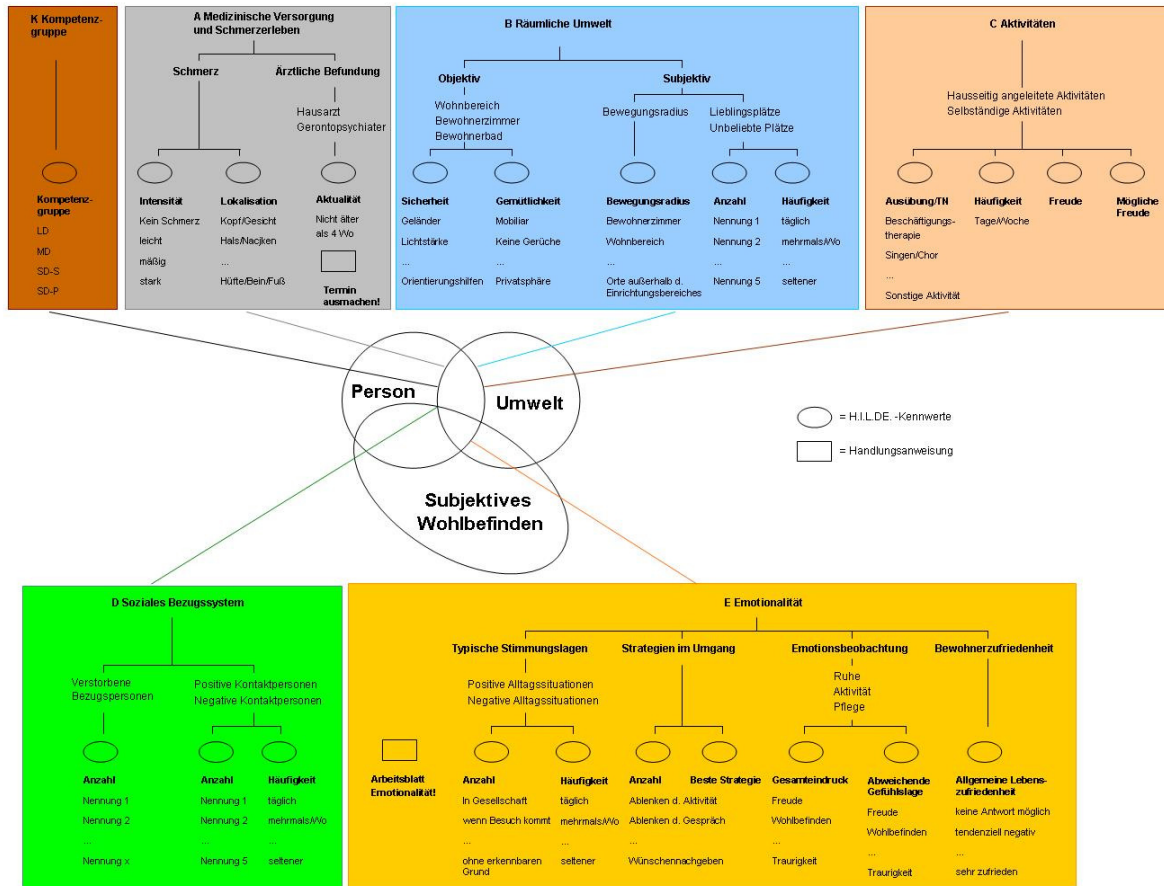 K Kompetenz-
gruppe
Kompetenz-
gruppe
LD
MD
SD-S
SD-P
A Medizinische Versorgung
und Schmerzerleben
Schmerz
Ärztliche Befundung
Hausarzt
Gerontopsychiater
Intensität
Kein Schmerz
leicht
mäßig
stark
Lokalisation
Kopf/Gesicht
Hals/Nacjken
...
Hüfte/Bein/Fuß
Aktualität
Nicht älter
als 4 Wo
Termin
ausmachen!
B Räumliche Umwelt
Objektiv
Wohnbereich
Bewohnerzimmer
Bewohnerbad
Subjektiv
Bewegungsradius
Lieblingsplätze
Unbeliebte Plätze
Sicherheit
Geländer
Lichtstärke
...
Orientierungshilfen
Gemütlichkeit
Mobiliar
Keine Gerüche
...
Privatsphäre
Bewegungsradius
Bewohnerzimmer
Wohnbereich
...
Orte außerhalb d.
Einrichtungsbereiches
Anzahl
Nennung 1
Nennung 2
...
Nennung 5
Häufigkeit
täglich
mehrmals/Wo
...
seltener
C Aktivitäten
Hausseitig angeleitete Aktivitäten
Selbständige Aktivitäten
Ausübung/TN
Beschäftigungs-
therapie
Singen/Chor
...
Sonstige Aktivität
Häufigkeit
Tage/Woche
Freude
Mögliche
Freude
Person
Umwelt
Subjektives
Wohlbefinden
= H.I.L.DE. -Kennwerte
= Handlungsanweisung
D Soziales Bezugssystem
Verstorbene
Bezugspersonen
Positive Kontaktpersonen
Negative Kontaktpersonen
Anzahl
Nennung 1
Nennung 2
...
Nennung x
Anzahl
Nennung 1
Nennung 2
...
Nennung 5
Häufigkeit
täglich
mehrmals/Wo
...
seltener
E Emotionalität
Typische Stimmungslagen
Positive Alltagssituationen
Negative Alltagssituationen
Strategien im Umgang
Emotionsbeobachtung
Ruhe
Aktivität
Pflege
Bewohnerzufriedenheit
Arbeitsblatt
Emotionalität!
Anzahl
In Gesellschaft
wenn Besuch kommt
...
ohne erkennbaren
Grund
Häufigkeit
täglich
mehrmals/Wo
...
seltener
Anzahl
Beste Strategie
Ablenken d. Aktivität
Ablenken d. Gespräch
...
Wünschennachgeben
Gesamteindruck
Freude
Wohlbefinden
...
Traurigkeit
Abweichende
Gefühlslage
Freude
Wohlbefinden
...
Traurigkeit
Allgemeine Lebens-
zufriedenheit
keine Antwort möglich
tendenziell negativ
...
sehr zufrieden